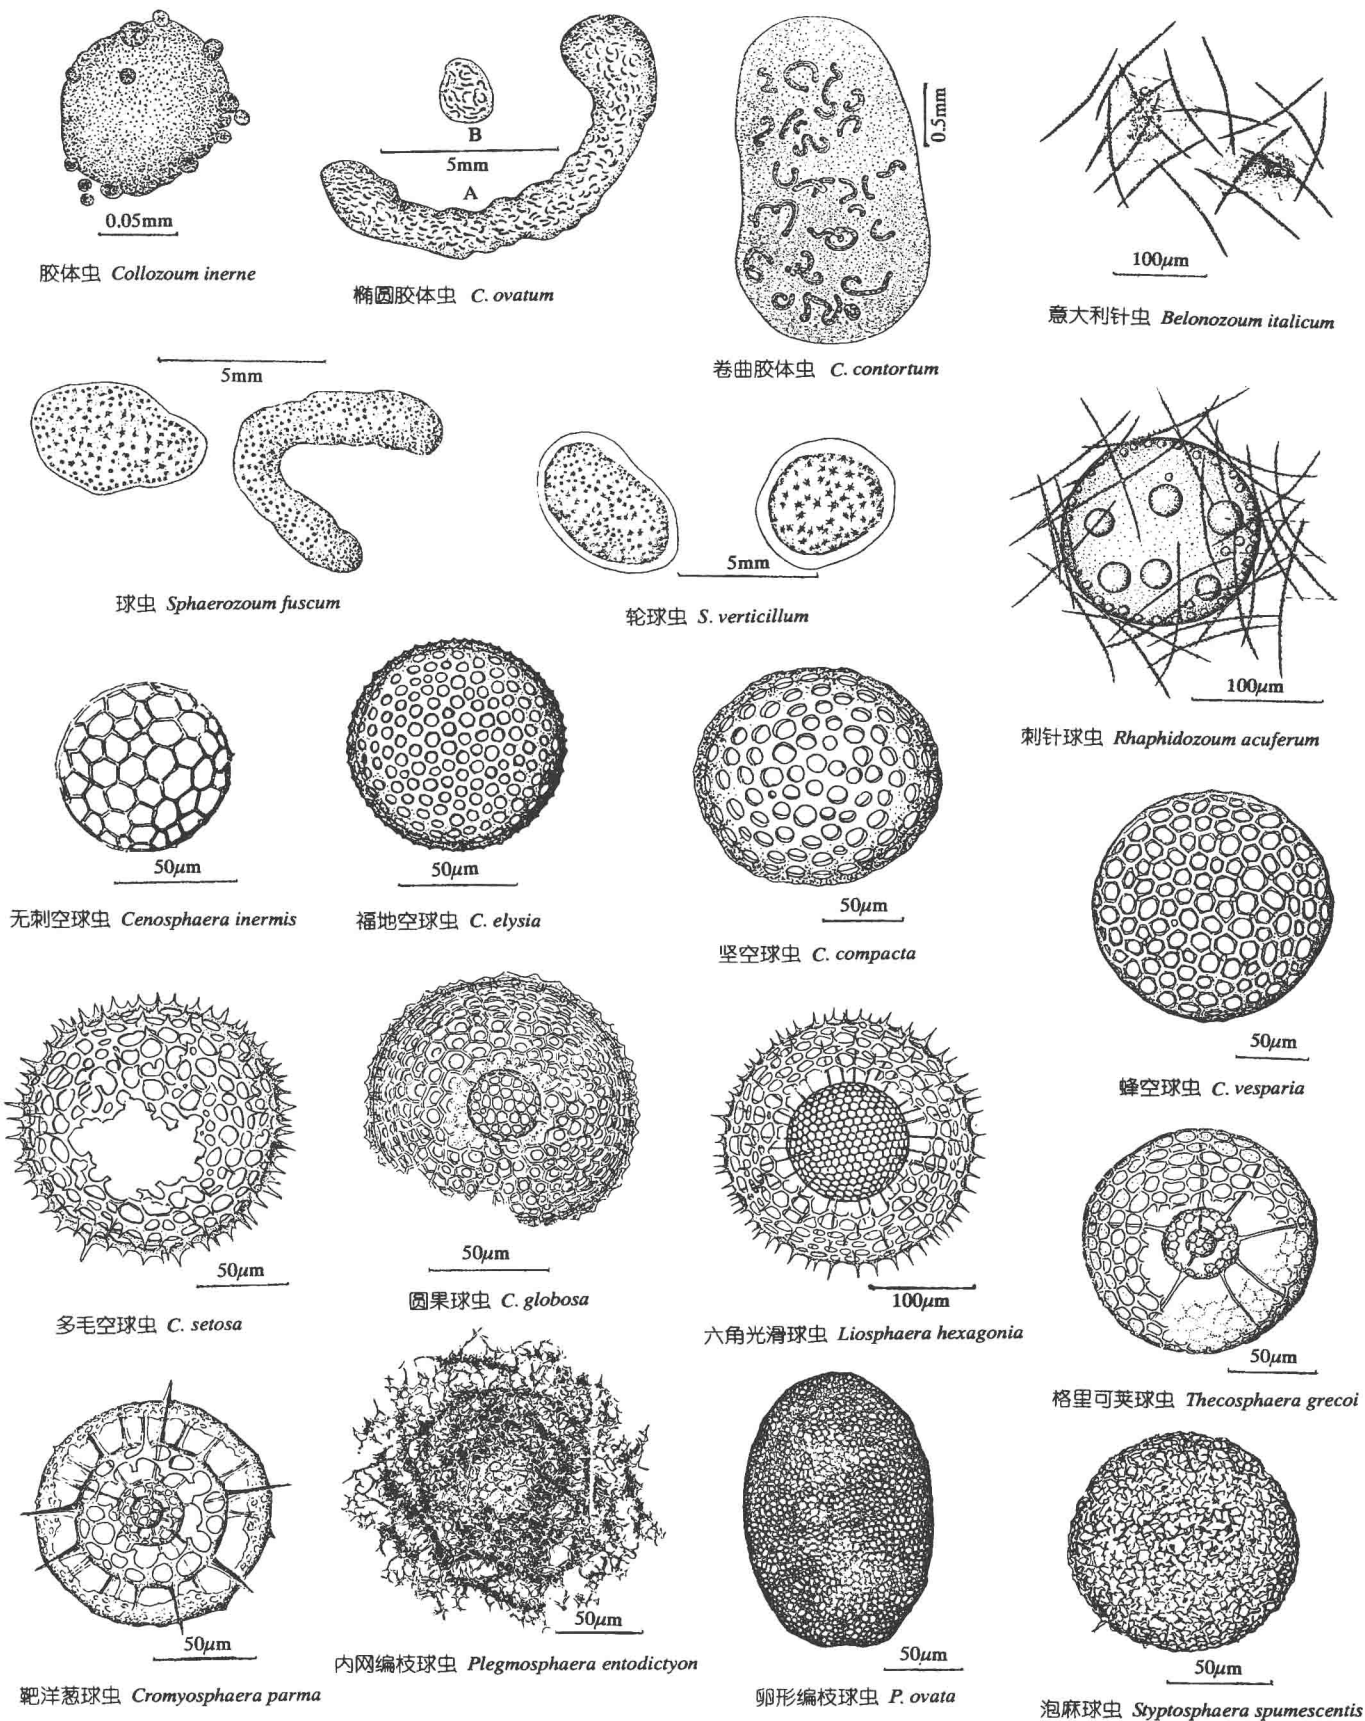 0.05mm
胶体虫 Collozoum inerne
B
5mm
A
椭圆胶体虫 C. ovatum
0.5mm
卷曲胶体虫 C. contortum
100μm
意大利针虫 Belonozoum italicum
5mm
球虫 Sphaerozoum fuscum
5mm
轮球虫 S. verticillum
100μm
刺针球虫 Rhaphidozoum acuferum
50μm
无刺空球虫 Cenosphaera inermis
50μm
福地空球虫 C. elysia
50μm
坚空球虫 C. compacta
50μm
蜂空球虫 C. vesparia
50μm
多毛空球虫 C. setosa
50μm
圆果球虫 C. globosa
100μm
六角光滑球虫 Liosphaera hexagonia
50μm
格里可荚球虫 Thecosphaera grecoi
50μm
靶洋葱球虫 Cromyosphaera parma
50μm
内网编枝球虫 Plegmosphaera entodictyon
50μm
卵形编枝球虫 P. ovata
50μm
泡麻球虫 Styptosphaera spumescentis